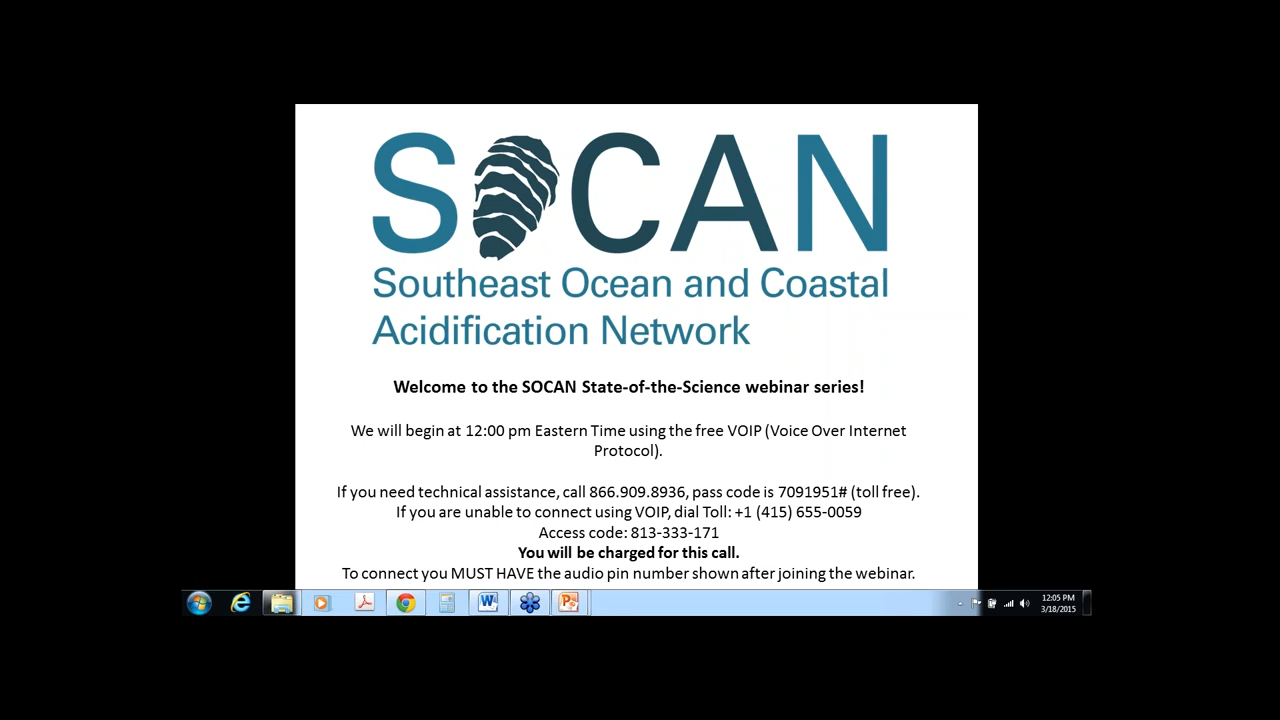 SOCAN
Southeast Ocean and Coastal
Acidification Network
Welcome to the SOCAN State-of-the-Science webinar series!
We will begin at 12:00 pm Eastern Time using the free VOIP (Voice Over Internet
Protocol).
If you need technical assistance, call 866.909.8936, pass code is 7091951# (toll free).
If you are unable to connect using VOIP, dial Toll: +1 (415) 655-0059
Access code: 813-333-171
You will be charged for this call.
To connect you MUST HAVE the audio pin number shown after joining the webinar.
12:05 PM
3/18/2015